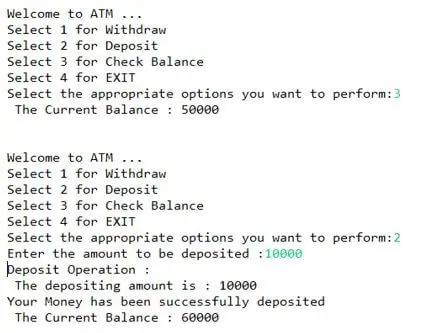 Welcome to ATM ...
Select 1 for Withdraw
Select 2 for Deposit
Select 3 for Check Balance
Select 4 for EXIT
Select the appropriate options you want to perform:3
 The Current Balance : 50000
Welcome to ATM ...
Select 1 for Withdraw
Select 2 for Deposit
Select 3 for Check Balance
Select 4 for EXIT
Select the appropriate options you want to perform:2
Enter the amount to be deposited :10000
Deposit Operation :
 The depositing amount is : 10000
Your Money has been successfully deposited
 The Current Balance : 60000